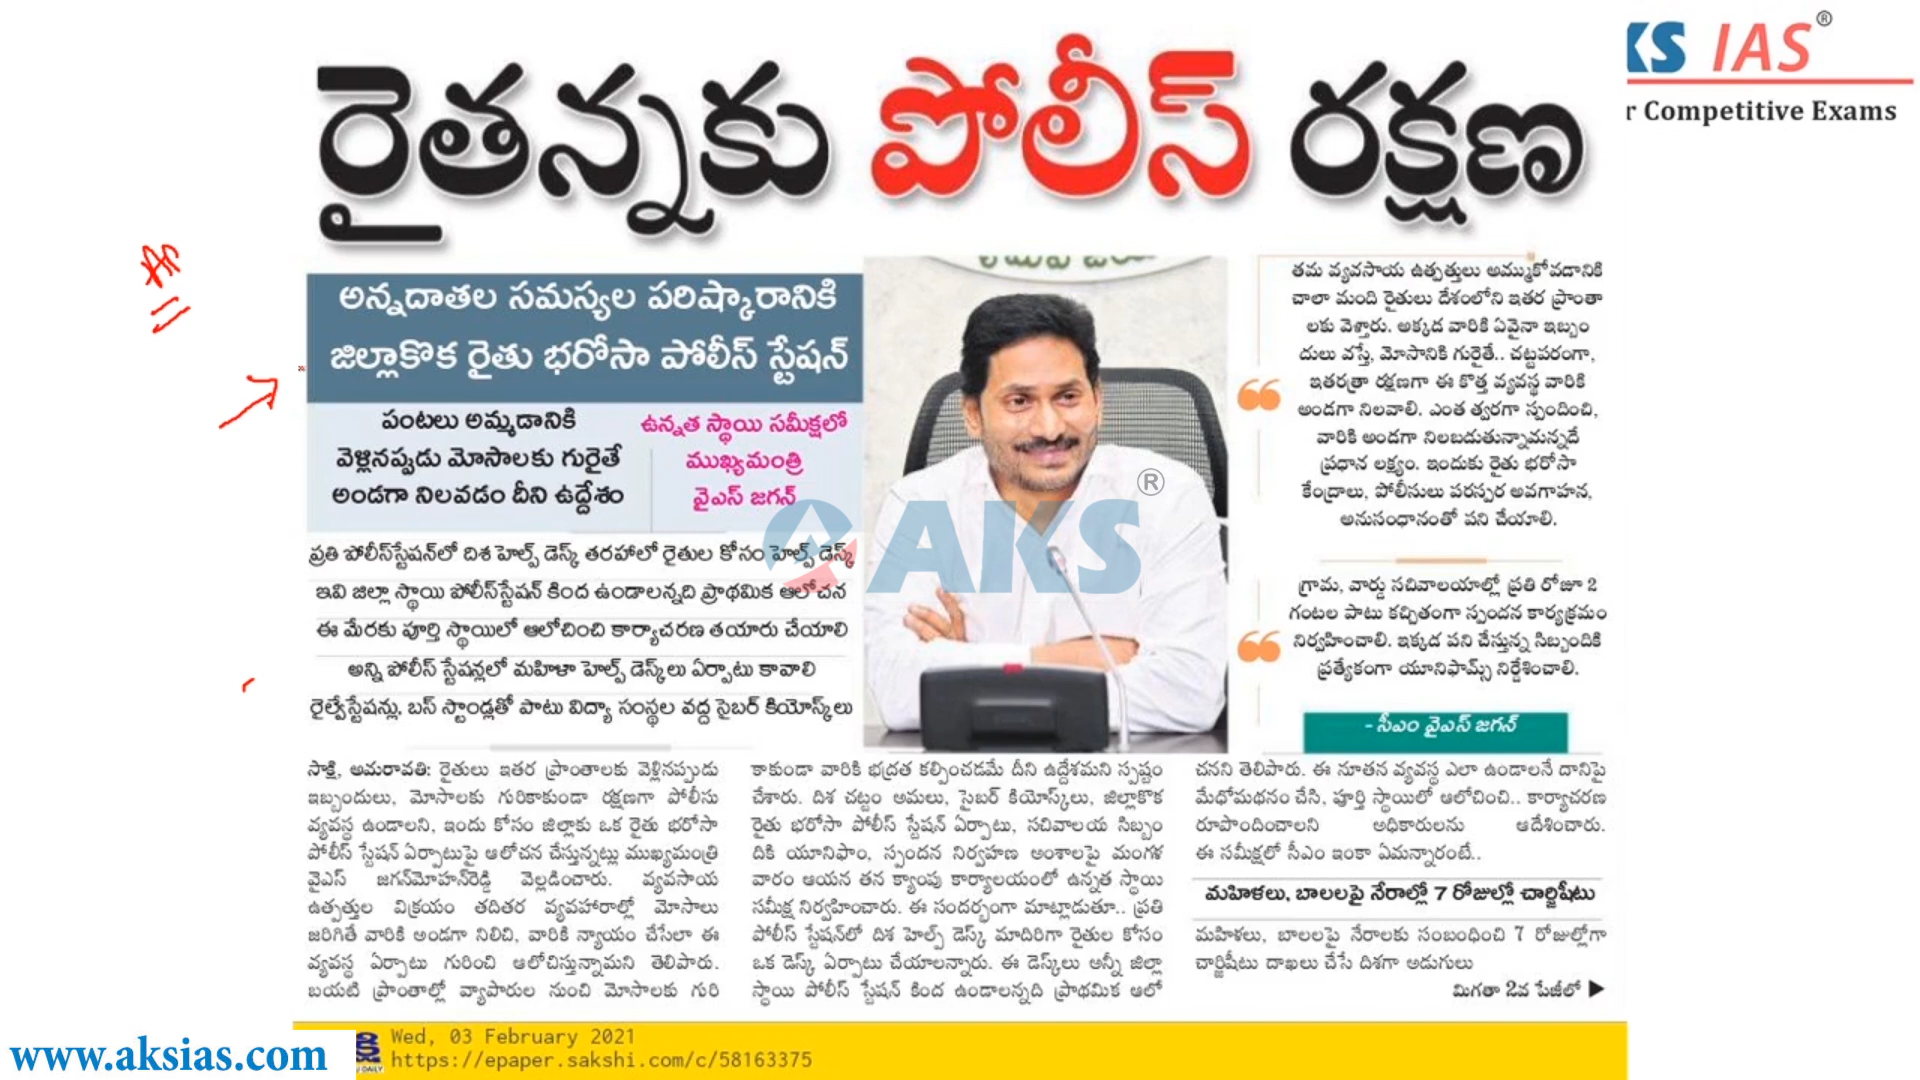 రైతన్నకు పోలీస్ రక్షణ
KS IAS®
r Competitive Exams
AP
అన్నదాతల సమస్యల పరిష్కారానికి
జిల్లాకొక రైతు భరోసా పోలీస్ స్టేషన్
పంటలు అమ్మడానికి
వెళ్లినప్పుడు మోసాలకు గురైతే
అండగా నిలవడం దీని ఉద్దేశం
ఉన్నత స్థాయి సమీక్షలో
ముఖ్యమంత్రి
వైఎస్ జగన్
ప్రతి పోలీస్‌స్టేషన్‌లో దిశ హెల్ప్ డెస్క్ తరహాలో రైతుల కోసం హెల్ప్ డెస్క్
ఇవి జిల్లా స్థాయి పోలీస్‌స్టేషన్ కింద ఉండాలన్నది ప్రాథమిక ఆలోచన
ఈ మేరకు పూర్తి స్థాయిలో ఆలోచించి కార్యాచరణ తయారు చేయాలి
అన్ని పోలీస్ స్టేషన్లలో మహిళా హెల్ప్ డెస్క్‌లు ఏర్పాటు కావాలి
రైల్వేస్టేషన్లు, బస్ స్టాండ్లతో పాటు విద్యా సంస్థల వద్ద సైబర్ కియోస్క్‌లు
AKS®
తమ వ్యవసాయ ఉత్పత్తులు అమ్ముకోవడానికి
చాలా మంది రైతులు దేశంలోని ఇతర ప్రాంతా
లకు వెళ్తారు. అక్కడ వారికి ఏవైనా ఇబ్బం
దులు వస్తే, మోసానికి గురైతే.. చట్టపరంగా,
ఇతరత్రా రక్షణగా ఈ కొత్త వ్యవస్థ వారికి
అండగా నిలవాలి. ఎంత త్వరగా స్పందించి,
వారికి అండగా నిలబడుతున్నామన్నదే
ప్రధాన లక్ష్యం. ఇందుకు రైతు భరోసా
కేంద్రాలు, పోలీసులు పరస్పర అవగాహన,
అనుసంధానంతో పని చేయాలి.
గ్రామ, వార్డు సచివాలయాల్లో ప్రతి రోజూ 2
గంటల పాటు కచ్చితంగా స్పందన కార్యక్రమం
నిర్వహించాలి. ఇక్కడ పని చేస్తున్న సిబ్బందికి
ప్రత్యేకంగా యూనిఫామ్స్ నిర్దేశించాలి.
- సీఎం వైఎస్ జగన్
సాక్షి, అమరావతి: రైతులు ఇతర ప్రాంతాలకు వెళ్లినప్పుడు
ఇబ్బందులు, మోసాలకు గురికాకుండా రక్షణగా పోలీసు
వ్యవస్థ ఉండాలని, ఇందు కోసం జిల్లాకు ఒక రైతు భరోసా
పోలీస్ స్టేషన్ ఏర్పాటుపై ఆలోచన చేస్తున్నట్లు ముఖ్యమంత్రి
వైఎస్ జగన్‌మోహన్‌రెడ్డి వెల్లడించారు. వ్యవసాయ
ఉత్పత్తుల విక్రయం తదితర వ్యవహారాల్లో మోసాలు
జరిగితే వారికి అండగా నిలిచి, వారికి న్యాయం చేసేలా ఈ
వ్యవస్థ ఏర్పాటు గురించి ఆలోచిస్తున్నామని తెలిపారు.
బయటి ప్రాంతాల్లో వ్యాపారుల నుంచి మోసాలకు గురి
కాకుండా వారికి భద్రత కల్పించడమే దీని ఉద్దేశమని స్పష్టం
చేశారు. దిశ చట్టం అమలు, సైబర్ కియోస్క్‌లు, జిల్లాకొక
రైతు భరోసా పోలీస్ స్టేషన్ ఏర్పాటు, సచివాలయ సిబ్బం
దికి యూనిఫాం, స్పందన నిర్వహణ అంశాలపై మంగళ
వారం ఆయన తన క్యాంపు కార్యాలయంలో ఉన్నత స్థాయి
సమీక్ష నిర్వహించారు. ఈ సందర్భంగా మాట్లాడుతూ.. ప్రతి
పోలీస్ స్టేషన్‌లో దిశ హెల్ప్ డెస్క్ మాదిరిగా రైతుల కోసం
ఒక డెస్క్ ఏర్పాటు చేయాలన్నారు. ఈ డెస్క్‌లు అన్నీ జిల్లా
స్థాయి పోలీస్ స్టేషన్ కింద ఉండాలన్నది ప్రాథమిక ఆలో
చనని తెలిపారు. ఈ నూతన వ్యవస్థ ఎలా ఉండాలనే దానిపై
మేధోమథనం చేసి, పూర్తి స్థాయిలో ఆలోచించి.. కార్యాచరణ
రూపొందించాలని అధికారులను ఆదేశించారు.
ఈ సమీక్షలో సీఎం ఇంకా ఏమన్నారంటే..
మహిళలు, బాలలపై నేరాల్లో 7 రోజుల్లో చార్జిషీటు
మహిళలు, బాలలపై నేరాలకు సంబంధించి 7 రోజుల్లోగా
చార్జిషీటు దాఖలు చేసే దిశగా అడుగులు
మిగతా 2వ పేజీలో ▶
www.aksias.com
Wed, 03 February 2021
https://epaper.sakshi.com/c/58163375